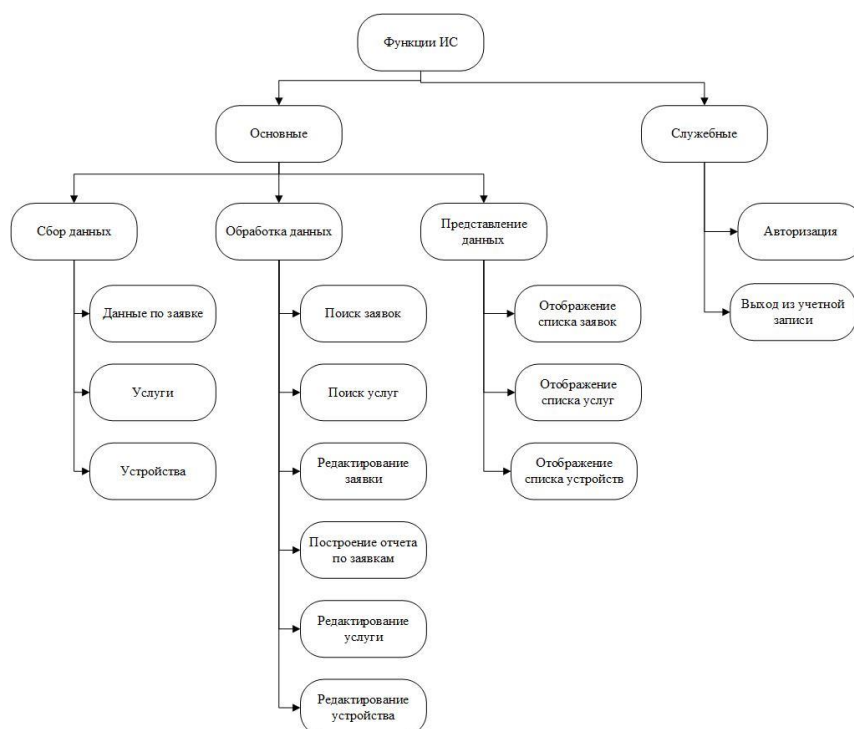 Функции ИС
Основные
Служебные
Сбор данных
Обработка данных
Представление
данных
Авторизация
Данные по заявке
Поиск заявок
Отображение
списка заявок
Выход из учетной
записи
Услуги
Поиск услуг
Отображение
списка услуг
Устройства
Редактирование
заявки
Отображение
списка устройств
Построение отчета
по заявкам
Редактирование
услуги
Редактирование
устройства